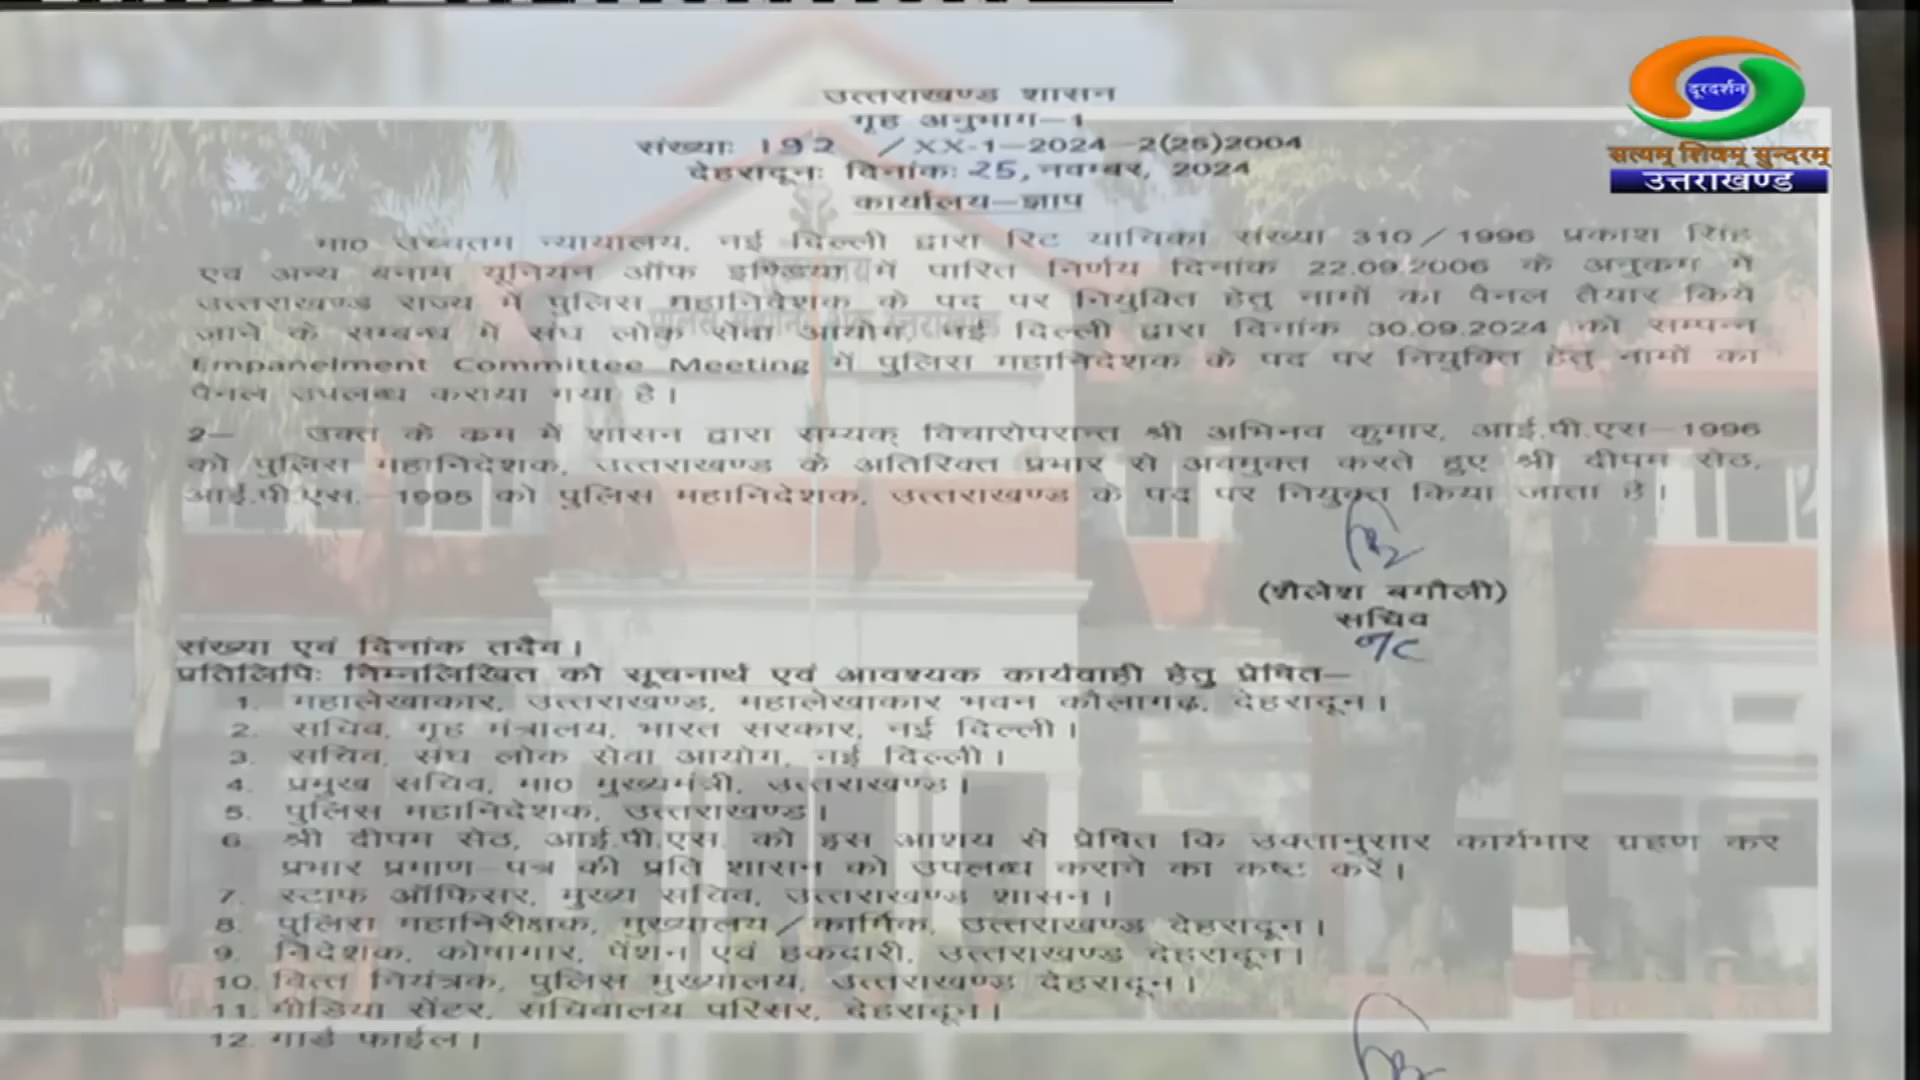 उत्तराखण्ड शासन
गृह अनुभाग—1
संख्याः 192 /XX-1—2024—2(25)2004
देहरादूनः दिनांकः 25, नवम्बर, 2024
कार्यालय—ज्ञाप
मा0 उच्चतम न्यायालय, नई दिल्ली द्वारा रिट याचिका संख्या 310/1996 प्रकाश सिंह
एवं अन्य बनाम यूनियन ऑफ इण्डिया में पारित निर्णय दिनांक 22.09.2006 के अनुक्रम में
उत्तराखण्ड राज्य में पुलिस महानिदेशक के पद पर नियुक्ति हेतु नामों का पैनल तैयार किये
जाने के सम्बन्ध में संघ लोक सेवा आयोग, नई दिल्ली द्वारा दिनांक 30.09.2024 को सम्पन्न
Empanelment Committee Meeting में पुलिस महानिदेशक के पद पर नियुक्ति हेतु नामों का
पैनल उपलब्ध कराया गया है।
2— उक्त के क्रम में शासन द्वारा सम्यक् विचारोपरान्त श्री अभिनव कुमार, आई.पी.एस—1996
को पुलिस महानिदेशक, उत्तराखण्ड के अतिरिक्त प्रभार से अवमुक्त करते हुए श्री दीपम सेठ,
आई.पी.एस.—1995 को पुलिस महानिदेशक, उत्तराखण्ड के पद पर नियुक्त किया जाता है।
(शैलेश बगौली)
सचिव
संख्या एवं दिनांक तदैव।
प्रतिलिपिः निम्नलिखित को सूचनार्थ एवं आवश्यक कार्यवाही हेतु प्रेषित—
1. महालेखाकार, उत्तराखण्ड, महालेखाकार भवन कौलागढ़, देहरादून।
2. सचिव, गृह मंत्रालय, भारत सरकार, नई दिल्ली।
3. सचिव, संघ लोक सेवा आयोग, नई दिल्ली।
4. प्रमुख सचिव, मा0 मुख्यमंत्री, उत्तराखण्ड।
5. पुलिस महानिदेशक, उत्तराखण्ड।
6. श्री दीपम सेठ, आई.पी.एस. को इस आशय से प्रेषित कि उक्तानुसार कार्यभार ग्रहण कर
प्रभार प्रमाण—पत्र की प्रति शासन को उपलब्ध कराने का कष्ट करें।
7. स्टाफ ऑफिसर, मुख्य सचिव, उत्तराखण्ड शासन।
8. पुलिस महानिरीक्षक, मुख्यालय/कार्मिक, उत्तराखण्ड देहरादून।
9. निदेशक, कोषागार, पेंशन एवं हकदारी, उत्तराखण्ड देहरादून।
10. वित्त नियंत्रक, पुलिस मुख्यालय, उत्तराखण्ड देहरादून।
11. मीडिया सेंटर, सचिवालय परिसर, देहरादून।
12. गार्ड फाईल।
दूरदर्शन
सत्यम् शिवम् सुन्दरम्
उत्तराखण्ड